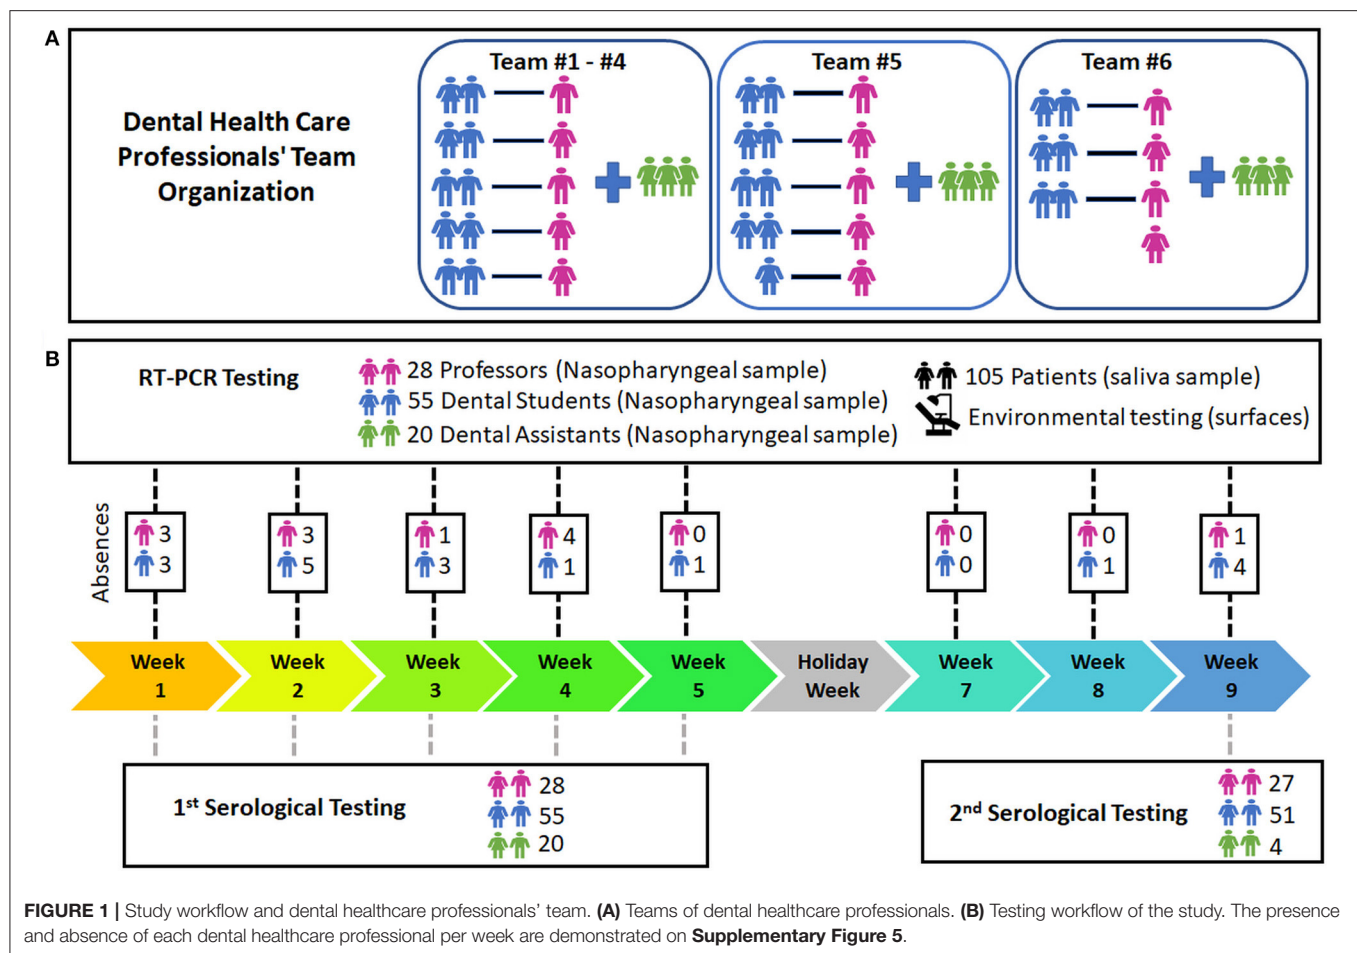 A
Dental Health Care
Professionals' Team
Organization
Team #1 - #4
Team #5
Team #6
B
RT-PCR Testing
28 Professors (Nasopharyngeal sample)
55 Dental Students (Nasopharyngeal sample)
20 Dental Assistants (Nasopharyngeal sample)
105 Patients (saliva sample)
Environmental testing (surfaces)
Absences
3
3
3
5
1
3
4
1
0
1
0
0
0
1
1
4
Week
1
Week
2
Week
3
Week
4
Week
5
Holiday
Week
Week
7
Week
8
Week
9
1st Serological Testing
28
55
20
2nd Serological Testing
27
51
4
FIGURE 1 | Study workflow and dental healthcare professionals' team. (A) Teams of dental healthcare professionals. (B) Testing workflow of the study. The presence
and absence of each dental healthcare professional per week are demonstrated on Supplementary Figure 5.